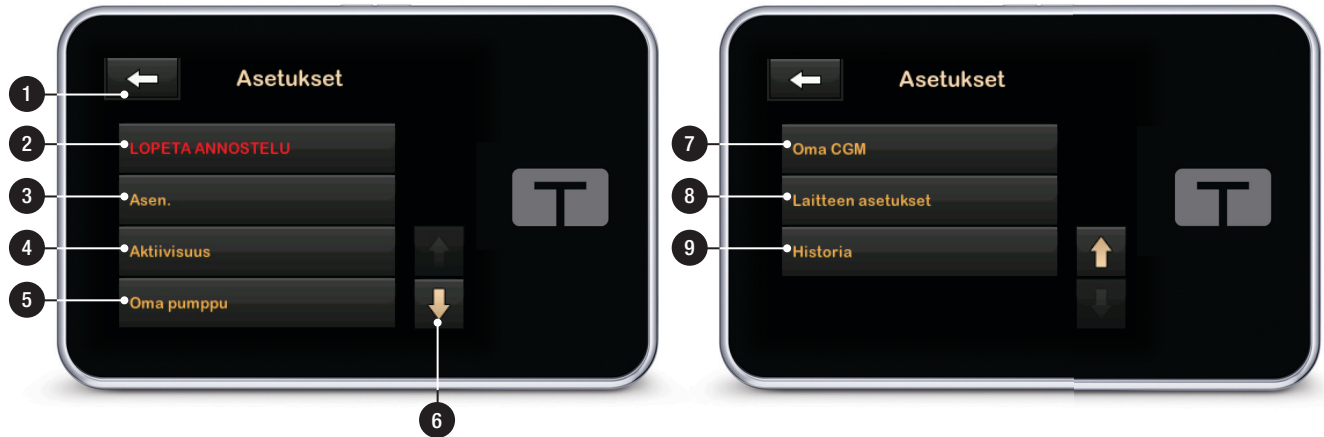 Asetukset
1
2
LOPETA ANNOSTELU
3
Asen.
4
Aktiivisuus
5
Oma pumppu
6
Asetukset
7
Oma CGM
8
Laitteen asetukset
9
Historia
T
T